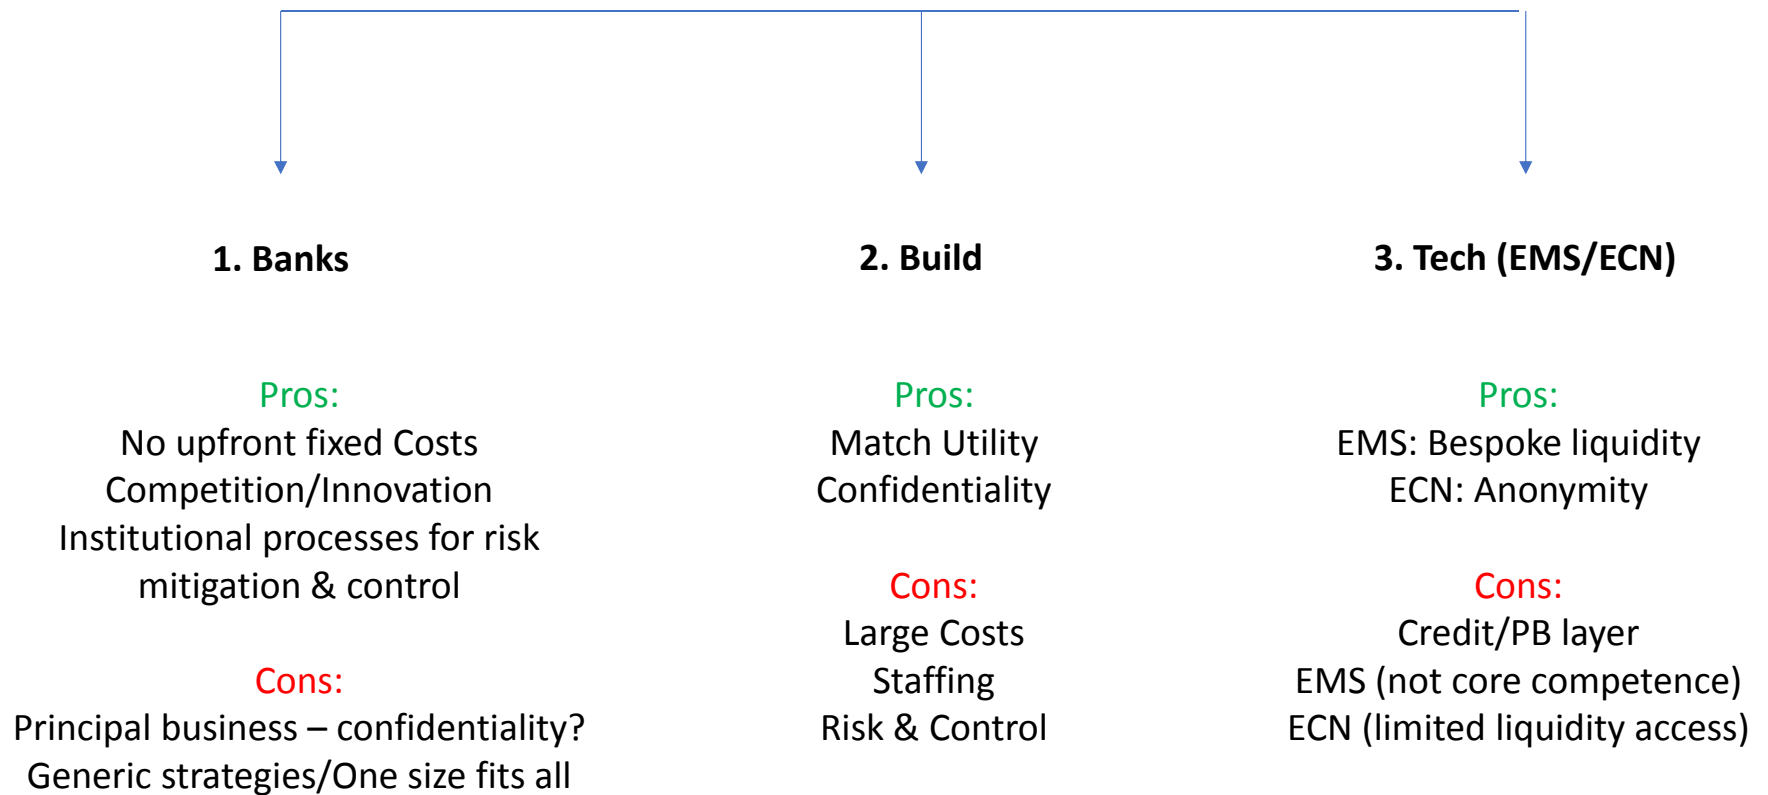 1. Banks
Pros:
No upfront fixed Costs
Competition/Innovation
Institutional processes for risk
mitigation & control
Cons:
Principal business – confidentiality?
Generic strategies/One size fits all
2. Build
Pros:
Match Utility
Confidentiality
Cons:
Large Costs
Staffing
Risk & Control
3. Tech (EMS/ECN)
Pros:
EMS: Bespoke liquidity
ECN: Anonymity
Cons:
Credit/PB layer
EMS (not core competence)
ECN (limited liquidity access)